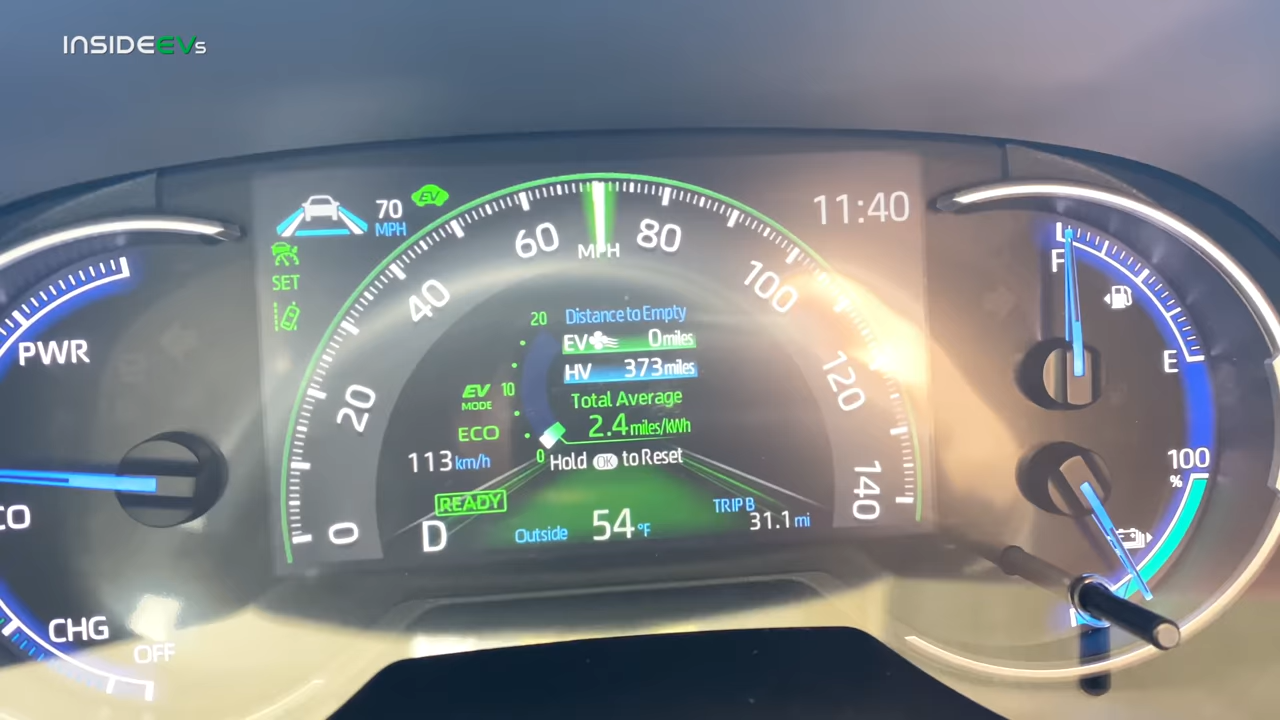 INSIDEEVs
70
MPH
EV
11:40
SET
0
20
40
60
MPH
80
100
120
140
PWR
CO
CHG
OFF
20
10
0
Distance to Empty
EV 0 miles
HV 373 miles
Total Average
2.4 miles/kWh
Hold OK to Reset
EV
MODE
ECO
113 km/h
READY
D
Outside 54 °F
TRIP B
31.1 mi
F
E
100
%